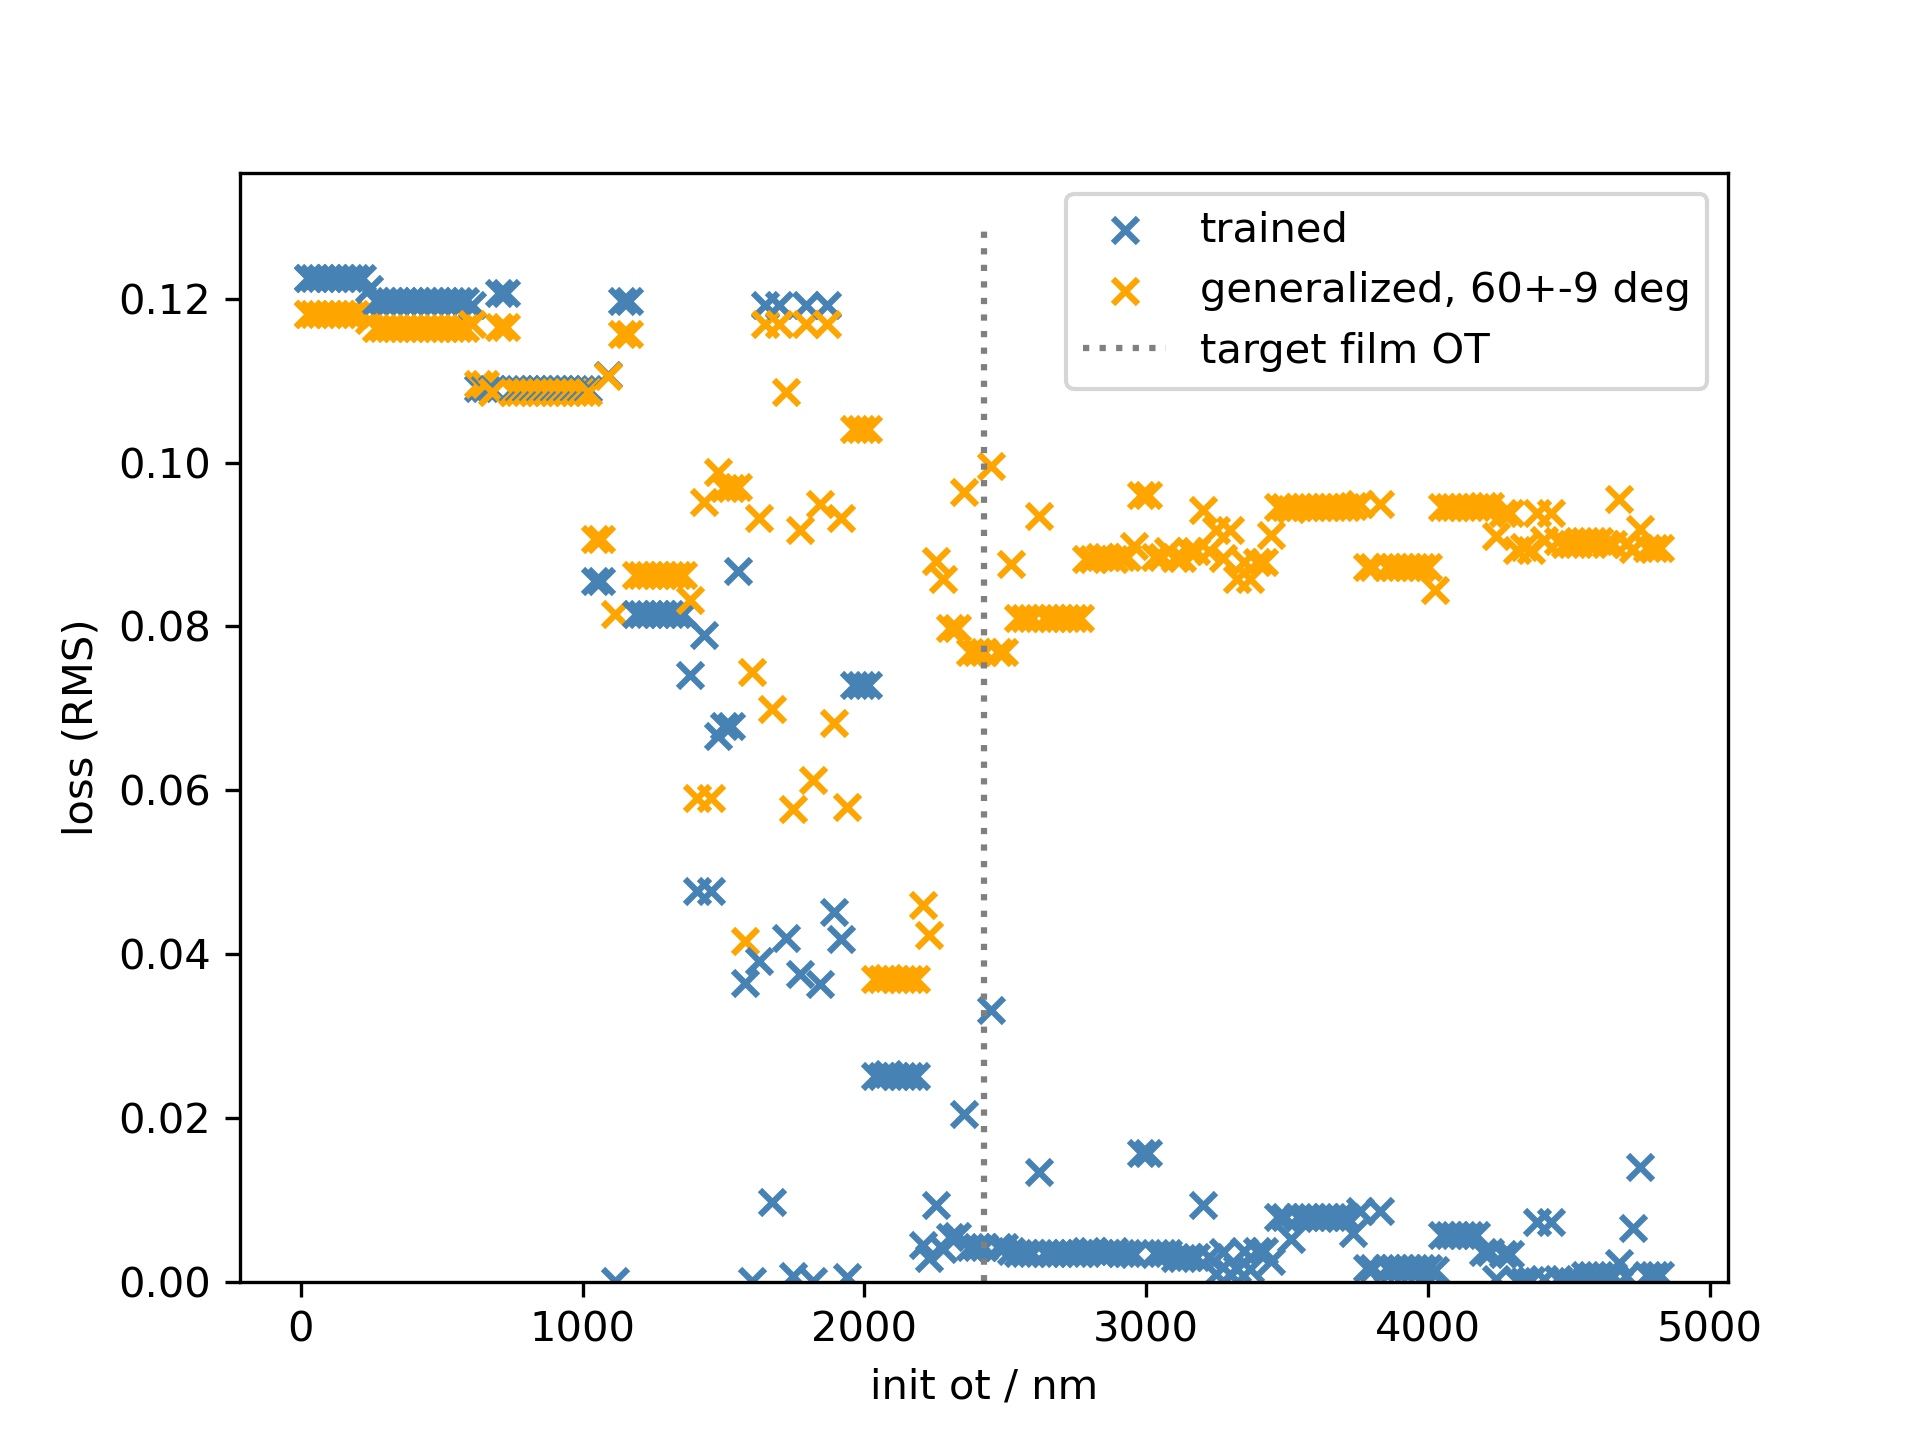 trained
generalized, 60+-9 deg
target film OT
0.12
0.10
0.08
0.06
0.04
0.02
0.00
loss (RMS)
0 1000 2000 3000 4000 5000
init ot / nm